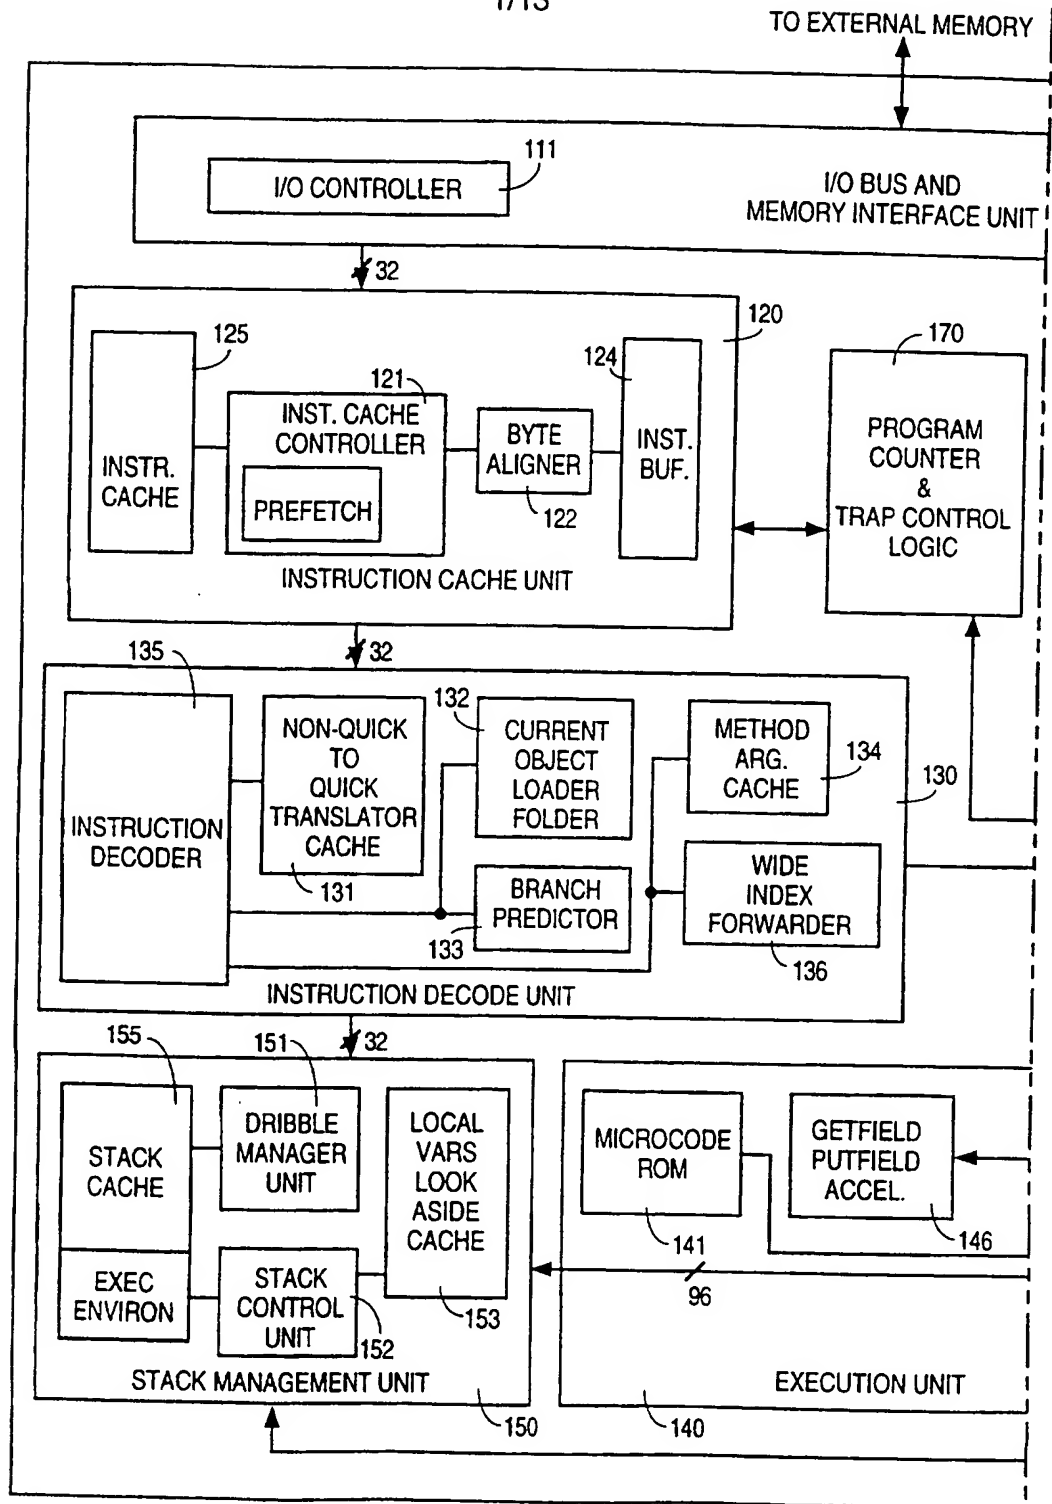 1/13
TO EXTERNAL MEMORY
111
I/O CONTROLLER
I/O BUS AND
MEMORY INTERFACE UNIT
32
125
INSTR.
CACHE
121
INST. CACHE
CONTROLLER
PREFETCH
BYTE
ALIGNER
122
124
INST.
BUF.
120
INSTRUCTION CACHE UNIT
170
PROGRAM
COUNTER
&
TRAP CONTROL
LOGIC
32
135
INSTRUCTION
DECODER
NON-QUICK
TO
QUICK
TRANSLATOR
CACHE
131
132
CURRENT
OBJECT
LOADER
FOLDER
BRANCH
PREDICTOR
133
METHOD
ARG.
CACHE
134
WIDE
INDEX
FORWARDER
136
130
INSTRUCTION DECODE UNIT
32
155
STACK
CACHE
EXEC
ENVIRON
151
DRIBBLE
MANAGER
UNIT
STACK
CONTROL
UNIT
152
LOCAL
VARS
LOOK
ASIDE
CACHE
153
STACK MANAGEMENT UNIT
150
MICROCODE
ROM
141
GETFIELD
PUTFIELD
ACCEL.
146
96
EXECUTION UNIT
140